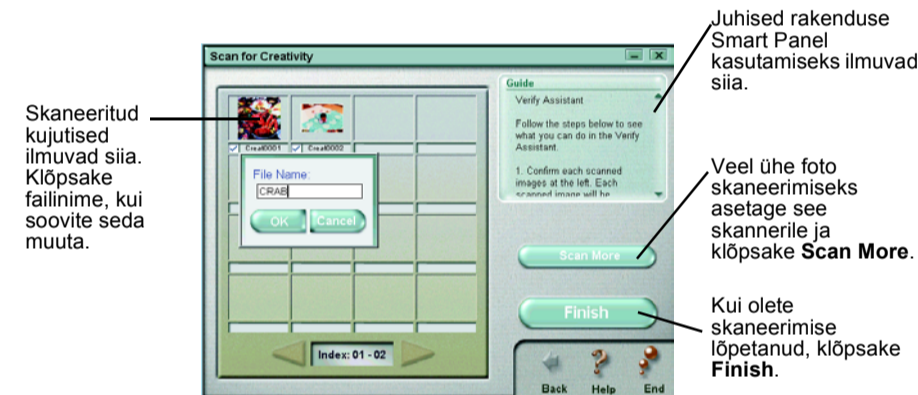 Skaneeritud
kujutised
ilmuvad siia.
Klõpsake
failinime, kui
soovite seda
muuta.
Scan for Creativity
Creat0001
Creat0002
File Name:
CRAB
OK
Cancel
Index: 01 - 02
Guide
Verify Assistant
Follow the steps below to see
what you can do in the Verify
Assistant.
1. Confirm each scanned
images at the left. Each
scanned image will be
Scan More
Finish
Back
Help
End
Juhised rakenduse
Smart Panel
kasutamiseks ilmuvad
siia.
Veel ühe foto
skaneerimiseks
asetage see
skannerile ja
klõpsake Scan More.
Kui olete
skaneerimise
lõpetanud, klõpsake
Finish.